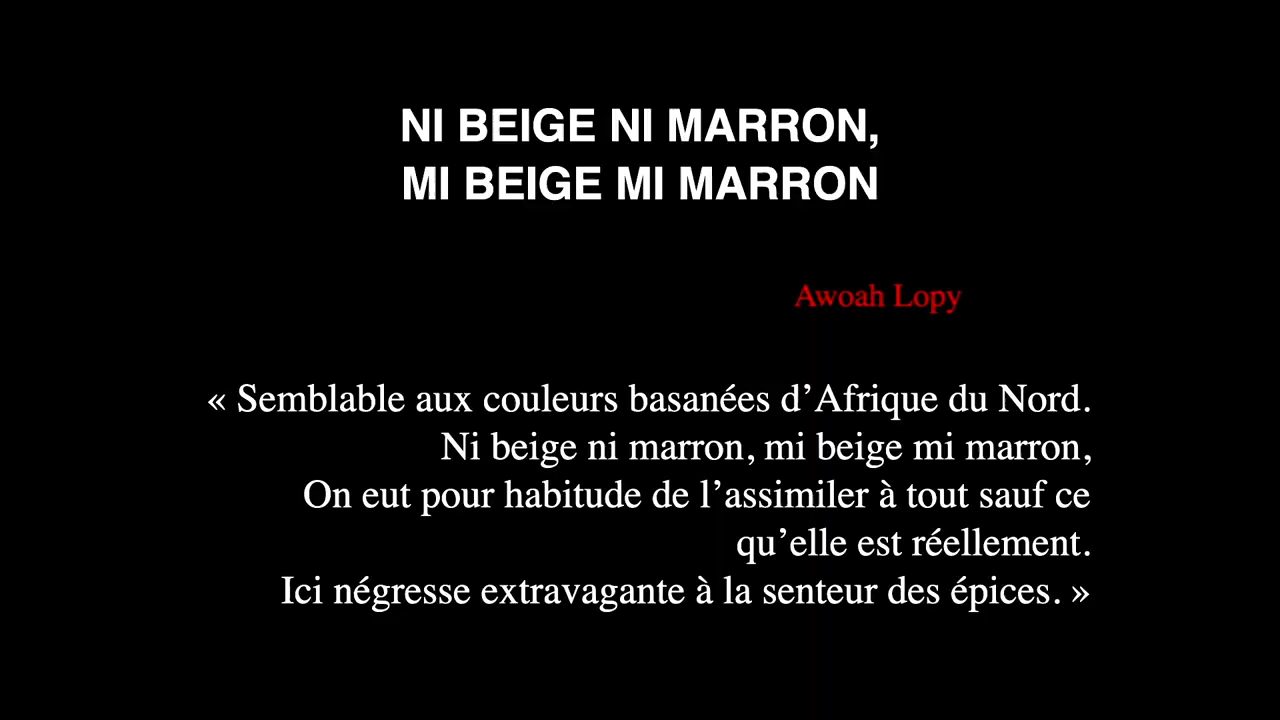 NI BEIGE NI MARRON,
MI BEIGE MI MARRON
Awoah Lopy
« Semblable aux couleurs basanées d’Afrique du Nord.
Ni beige ni marron, mi beige mi marron,
On eut pour habitude de l’assimiler à tout sauf ce
qu’elle est réellement.
Ici négresse extravagante à la senteur des épices. »